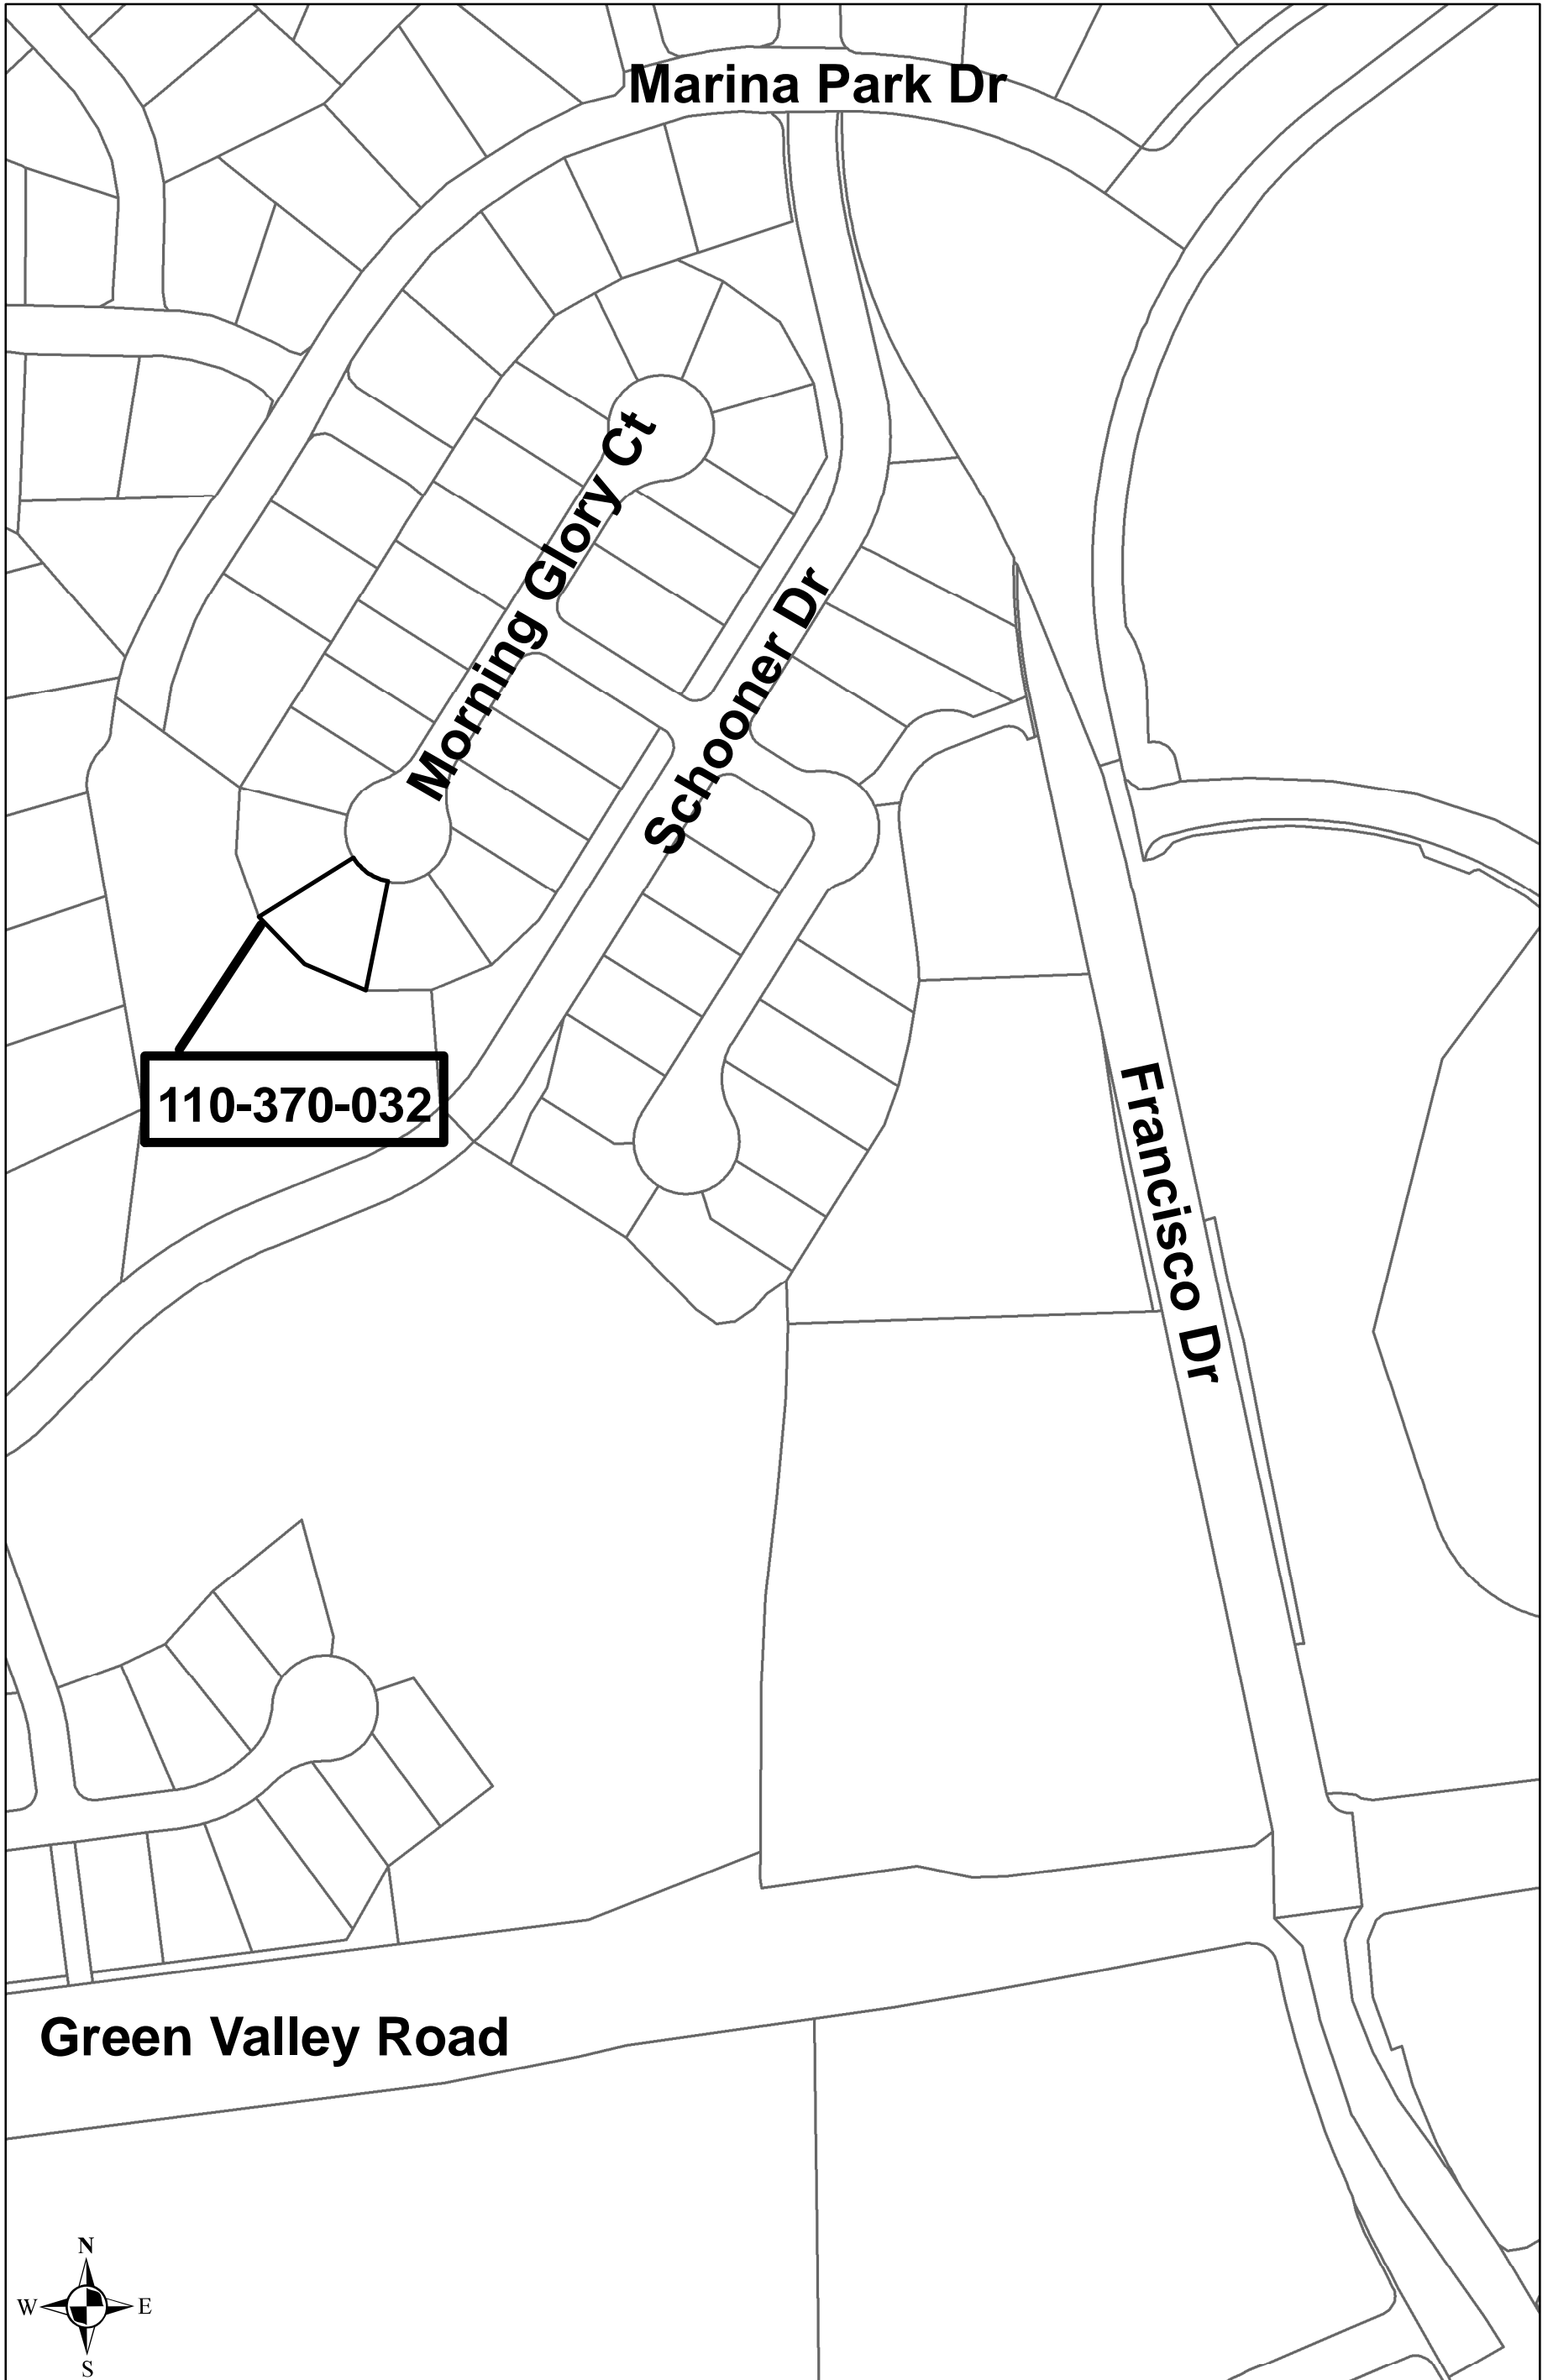 Marina Park Dr
Morning Glory Ct
Schooner Dr
110-370-032
Francisco Dr
Green Valley Road
N
W E
S